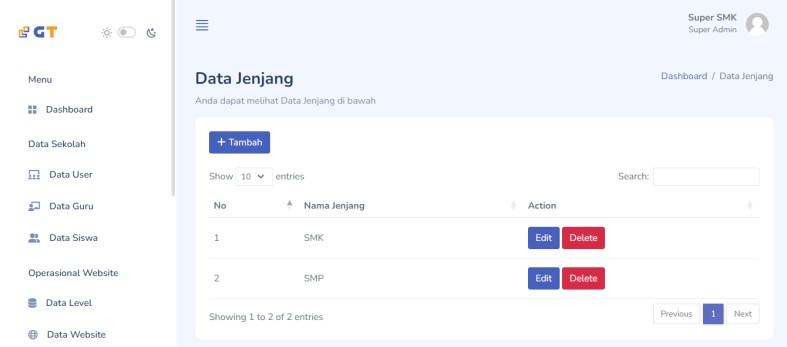 GT
Super SMK
Super Admin
Menu
Dashboard
Data Sekolah
Data User
Data Guru
Data Siswa
Operasional Website
Data Level
Data Website
Data Jenjang
Dashboard / Data Jenjang
Anda dapat melihat Data Jenjang di bawah
+ Tambah
Show 10 entries
Search:
No Nama Jenjang Action
1 SMK Edit Delete
2 SMP Edit Delete
Showing 1 to 2 of 2 entries
Previous 1 Next